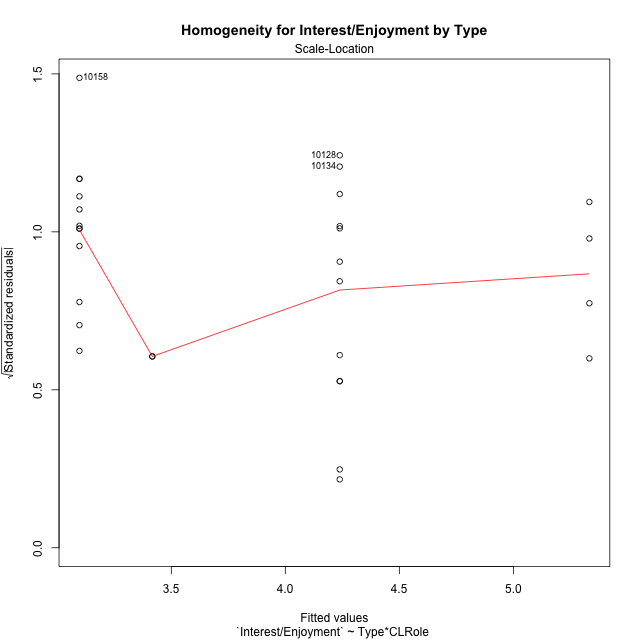 Homogeneity for Interest/Enjoyment by Type
Scale-Location
1.5
10158
10128
10134
1.0
√|Standardized residuals|
0.5
0.0
3.5 4.0 4.5 5.0
Fitted values
`Interest/Enjoyment` ~ Type*CLRole